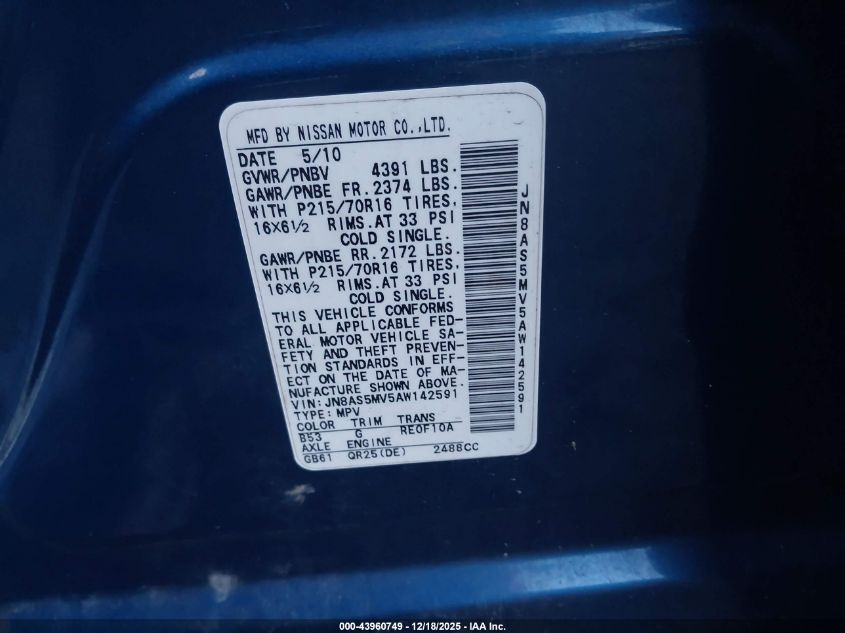 MFD BY NISSAN MOTOR CO.,LTD.
DATE 5/10
GVWR/PNBV 4391 LBS.
GAWR/PNBE FR.2374 LBS.
WITH P215/70R16 TIRES,
16X6½ RIMS.AT 33 PSI
COLD SINGLE.
GAWR/PNBE RR.2172 LBS.
WITH P215/70R16 TIRES,
16X6½ RIMS.AT 33 PSI
COLD SINGLE.
THIS VEHICLE CONFORMS
TO ALL APPLICABLE FED-
ERAL MOTOR VEHICLE SA-
FETY AND THEFT PREVEN-
TION STANDARDS IN EFF-
ECT ON THE DATE OF MA-
NUFACTURE SHOWN ABOVE.
VIN:JN8AS5MV5AW142591
TYPE:MPV
COLOR TRIM TRANS
B53 G RE0F10A
AXLE ENGINE
GB61 QR25(DE) 2488CC
JN8AS5MV5AW142591
000-43960749 - 12/18/2025 - IAA Inc.